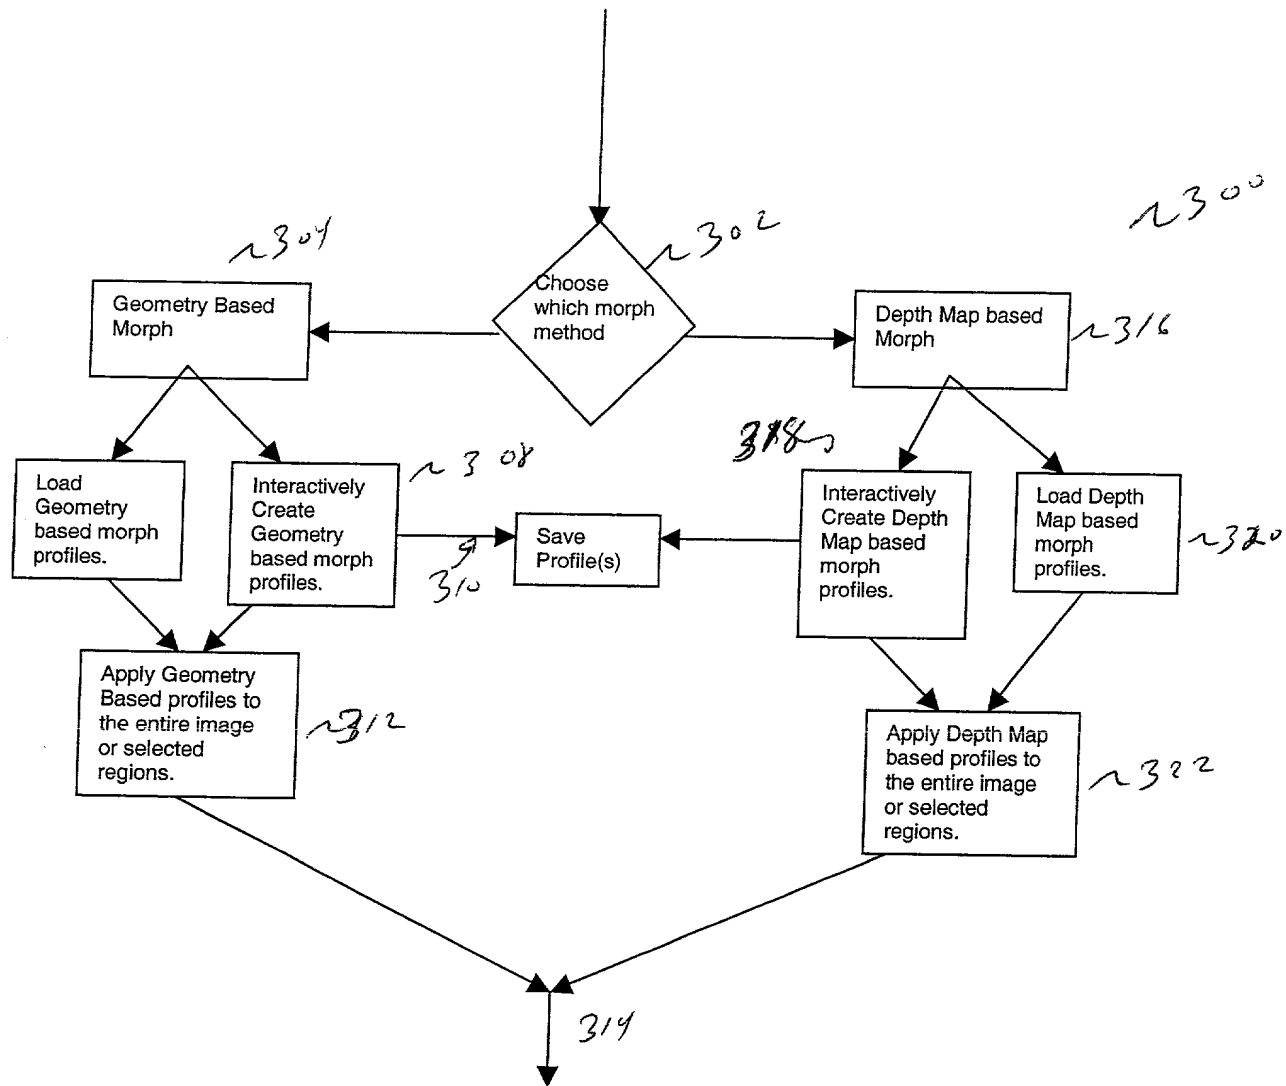 ~300
~302
~304
Choose
which morph
method
Geometry Based
Morph
Depth Map based
Morph
~316
318
~308
Load
Geometry
based morph
profiles.
Interactively
Create
Geometry
based morph
profiles.
310
Save
Profile(s)
Interactively
Create Depth
Map based
morph
profiles.
Load Depth
Map based
morph
profiles.
~320
Apply Geometry
Based profiles to
the entire image
or selected
regions.
~312
Apply Depth Map
based profiles to
the entire image
or selected
regions.
~322
314